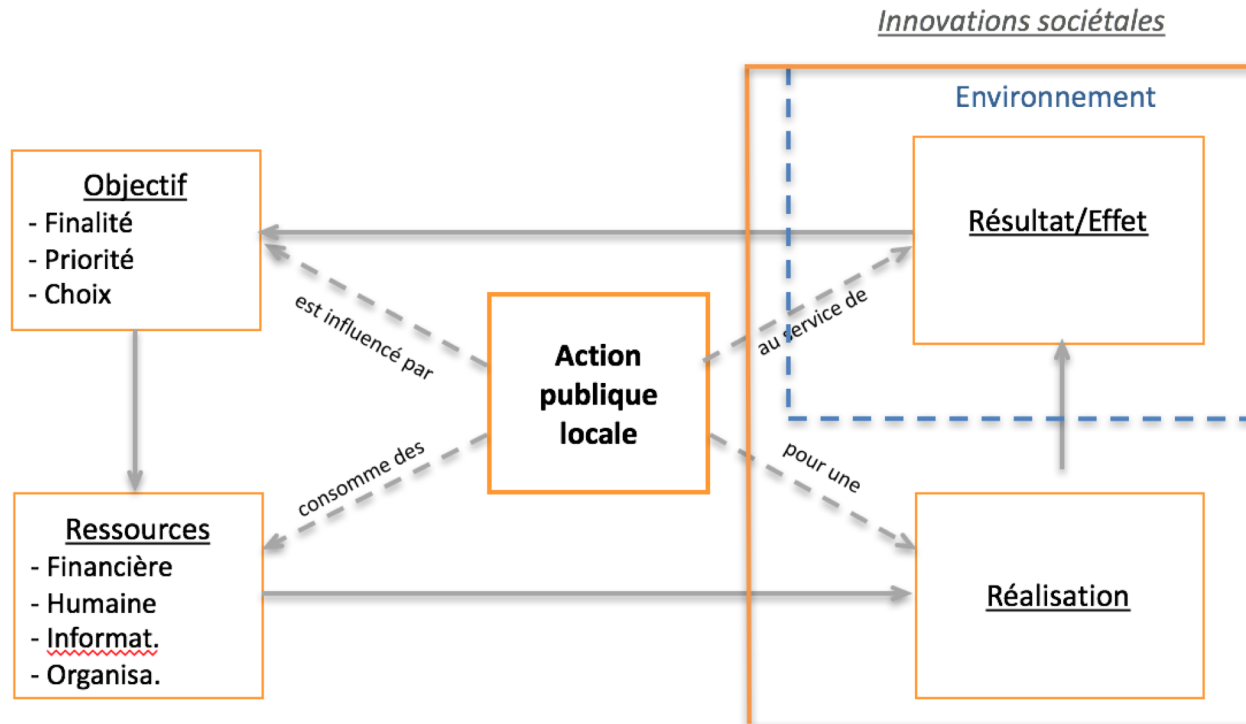 Innovations sociétales
Environnement
Objectif
- Finalité
- Priorité
- Choix
Résultat/Effet
est influencé par
au service de
Action
publique
locale
consomme des
pour une
Ressources
- Financière
- Humaine
- Informat.
- Organisa.
Réalisation